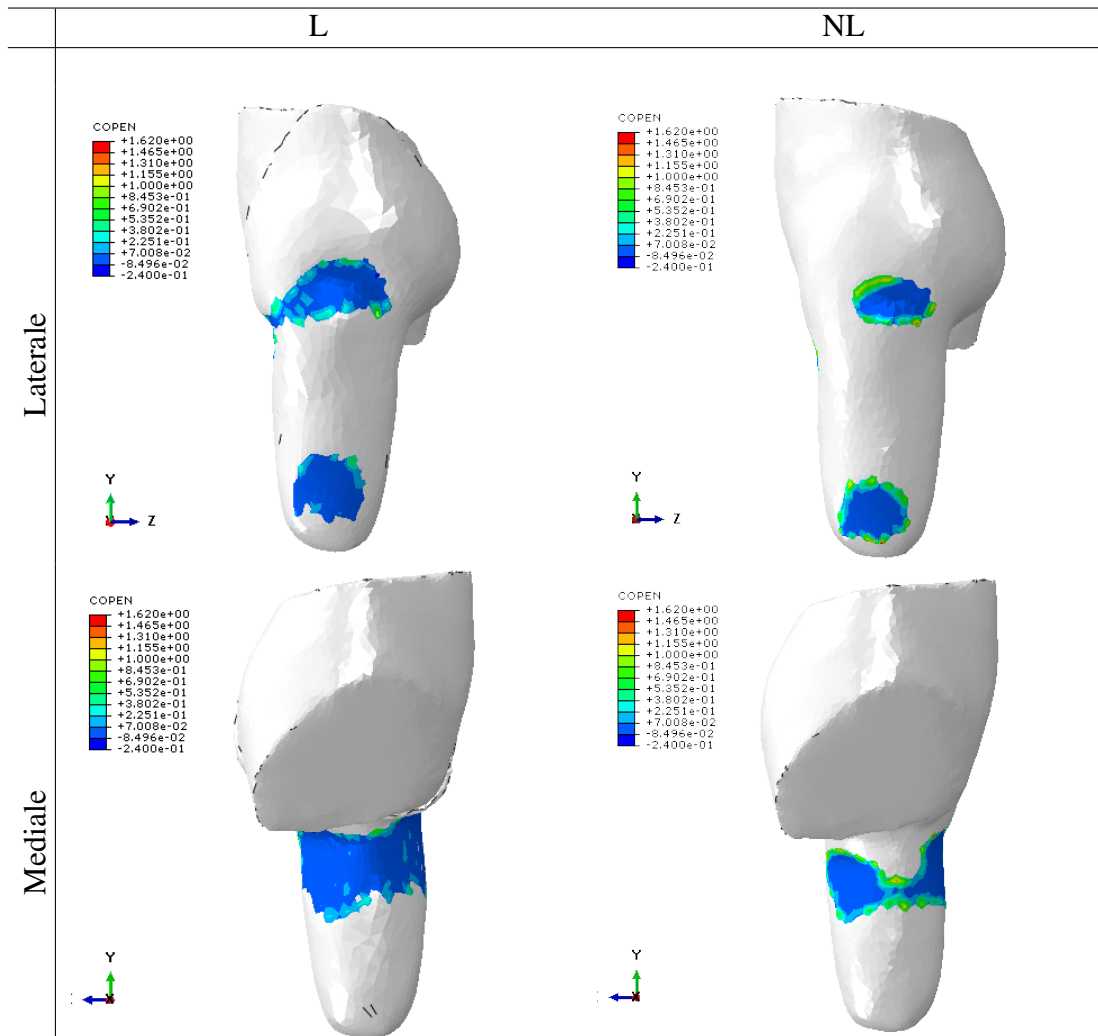 L NL
Laterale
COPEN
+1.620e+00
+1.465e+00
+1.310e+00
+1.155e+00
+1.000e+00
+8.453e-01
+6.902e-01
+5.352e-01
+3.802e-01
+2.251e-01
+7.008e-02
-8.496e-02
-2.400e-01
Y
Z
COPEN
+1.620e+00
+1.465e+00
+1.310e+00
+1.155e+00
+1.000e+00
+8.453e-01
+6.902e-01
+5.352e-01
+3.802e-01
+2.251e-01
+7.008e-02
-8.496e-02
-2.400e-01
Y
Z
Mediale
COPEN
+1.620e+00
+1.465e+00
+1.310e+00
+1.155e+00
+1.000e+00
+8.453e-01
+6.902e-01
+5.352e-01
+3.802e-01
+2.251e-01
+7.008e-02
-8.496e-02
-2.400e-01
Y
COPEN
+1.620e+00
+1.465e+00
+1.310e+00
+1.155e+00
+1.000e+00
+8.453e-01
+6.902e-01
+5.352e-01
+3.802e-01
+2.251e-01
+7.008e-02
-8.496e-02
-2.400e-01
Y